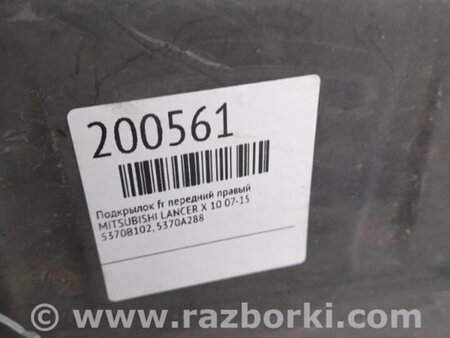 200561
Подкрылок fr передний правый
MITSUBISHI LANCER X 10 07-15
5370B102, 5370A288
© www.razborki.com